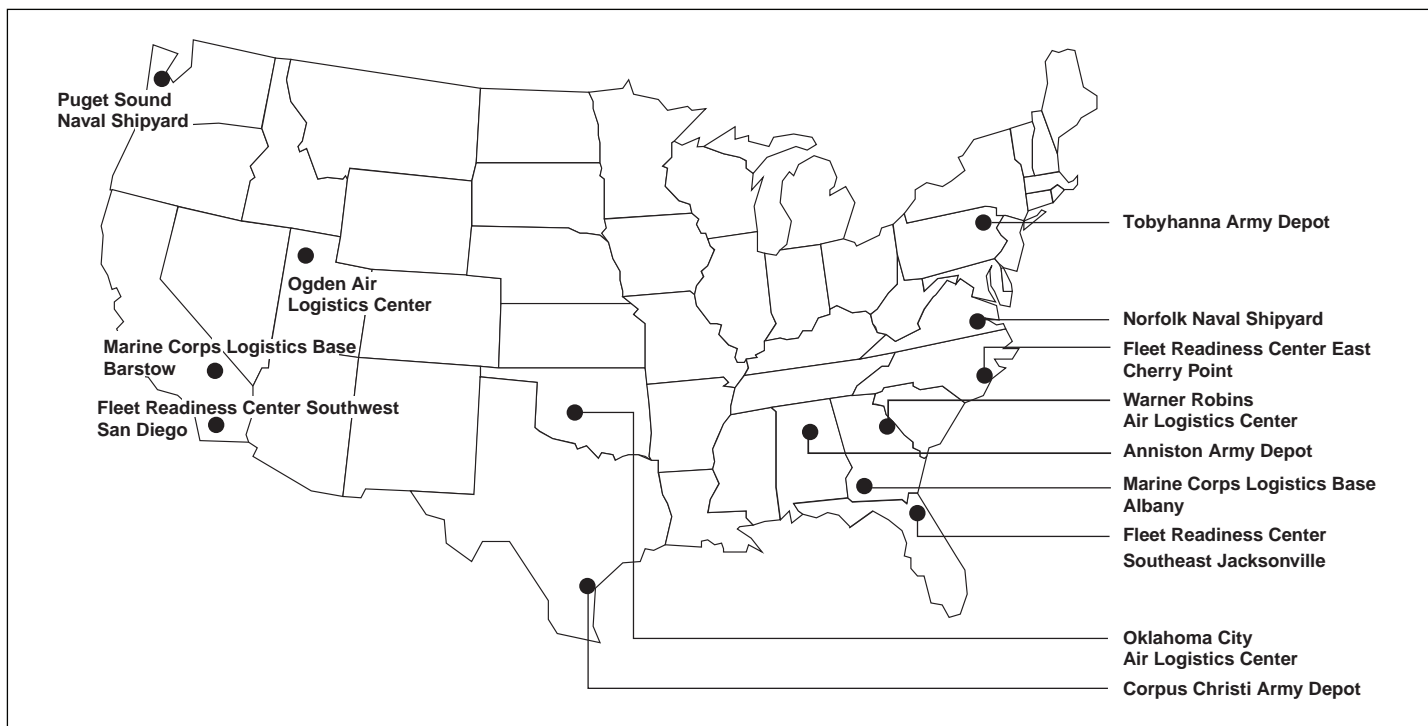 Puget Sound
Naval Shipyard
Ogden Air
Logistics Center
Marine Corps Logistics Base
Barstow
Fleet Readiness Center Southwest
San Diego
Tobyhanna Army Depot
Norfolk Naval Shipyard
Fleet Readiness Center East
Cherry Point
Warner Robins
Air Logistics Center
Anniston Army Depot
Marine Corps Logistics Base
Albany
Fleet Readiness Center
Southeast Jacksonville
Oklahoma City
Air Logistics Center
Corpus Christi Army Depot